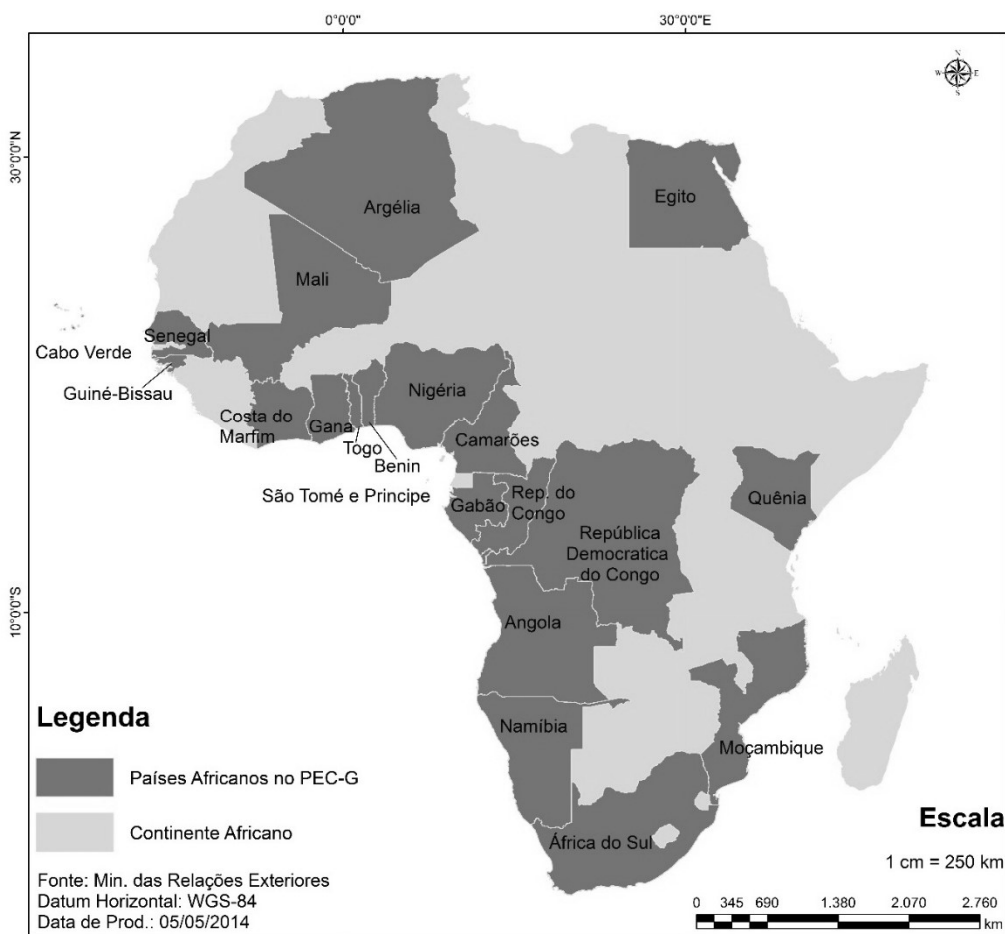 0°0'0"
30°0'0"E
N
W E
S
30°0'0"N
Argélia
Egito
Mali
Senegal
Cabo Verde
Guiné-Bissau
Nigéria
Costa do
Marfim
Gana
Togo
Benin
Camarões
São Tomé e Principe
Gabão
Rep. do
Congo
Quênia
República
Democratica
do Congo
10°0'0"S
Angola
Namíbia
Moçambique
África do Sul
Legenda
Países Africanos no PEC-G
Continente Africano
Fonte: Min. das Relações Exteriores
Datum Horizontal: WGS-84
Data de Prod.: 05/05/2014
Escala
1 cm = 250 km
0 345 690 1.380 2.070 2.760
km